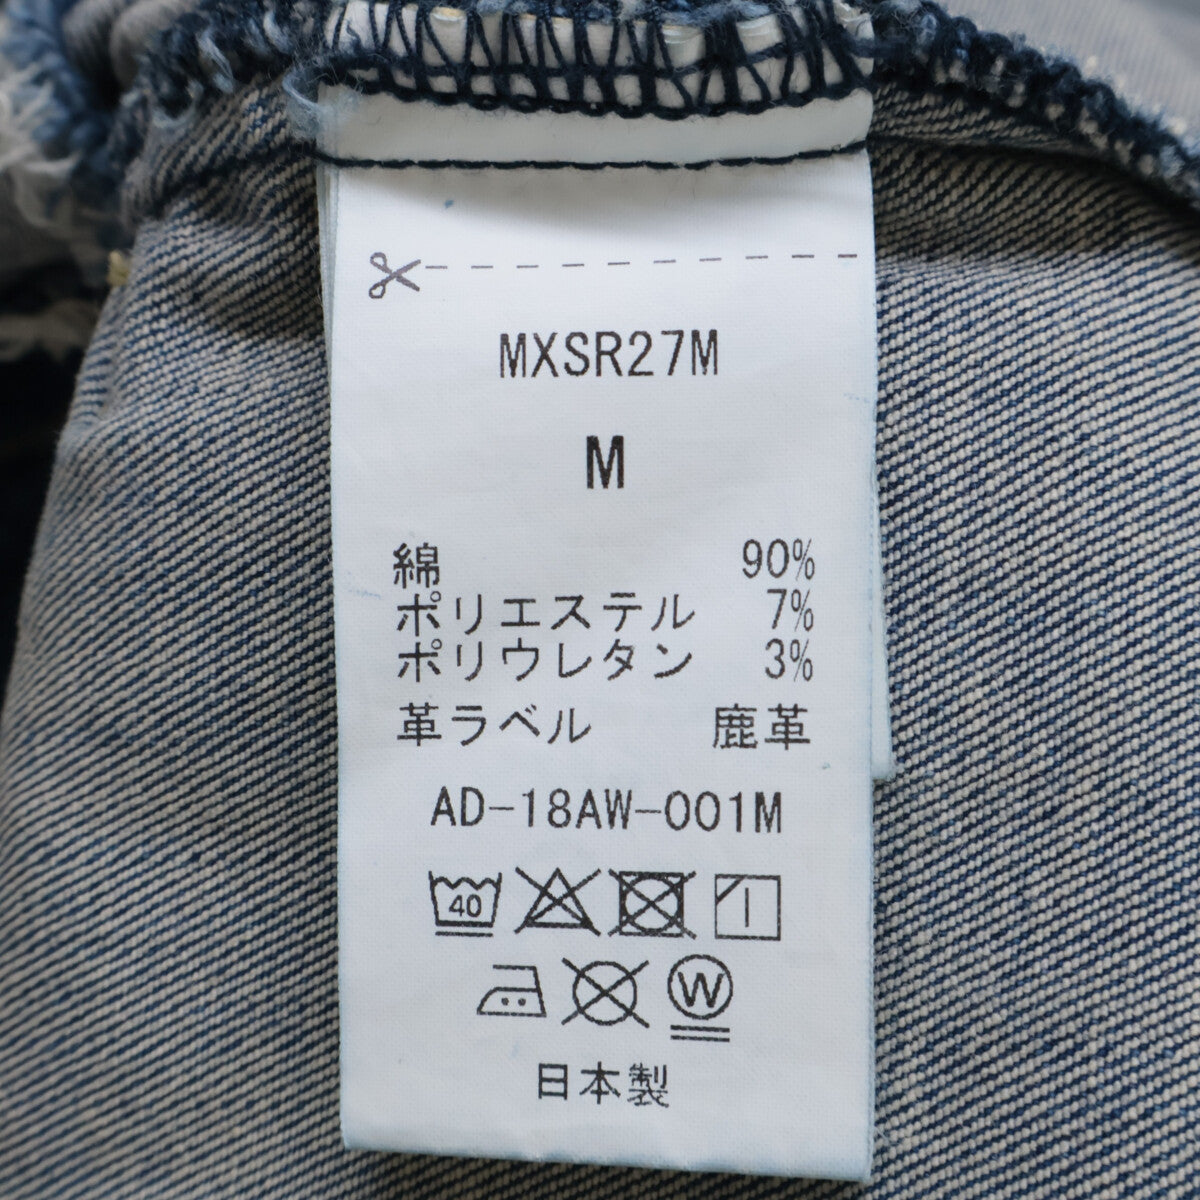 MXSR27M
M
綿 90%
ポリエステル 7%
ポリウレタン 3%
革ラベル 鹿革
AD-18AW-001M
40
W
日本製